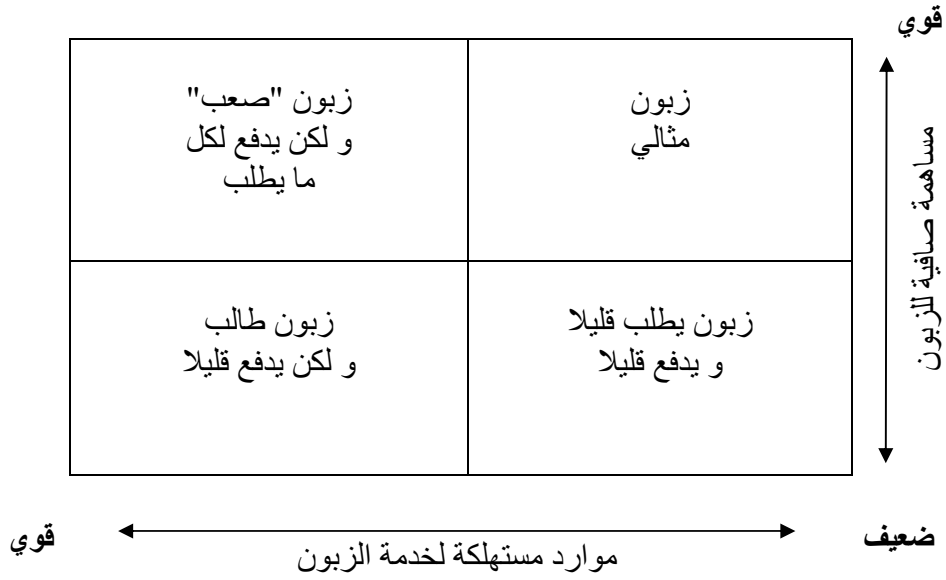 قوي
زبون
مثالي
زبون "صعب"
و لكن يدفع لكل
ما يطلب
مساهمة صافية للزبون
زبون يطلب قليلا
و يدفع قليلا
زبون طالب
و لكن يدفع قليلا
ضعيف
موارد مستهلكة لخدمة الزبون
قوي